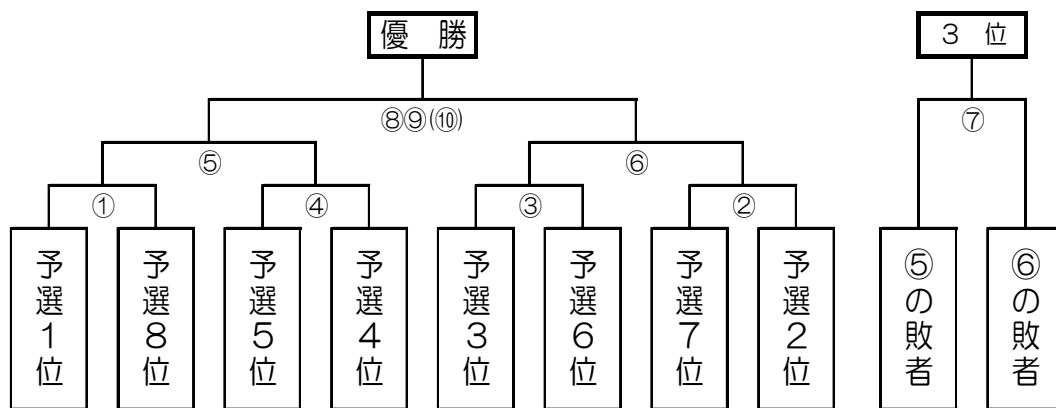 優 勝
3 位
⑧⑨(⑩)
⑦
⑤
⑥
①
④
③
②
予選1位
予選8位
予選5位
予選4位
予選3位
予選6位
予選7位
予選2位
⑤の敗者
⑥の敗者